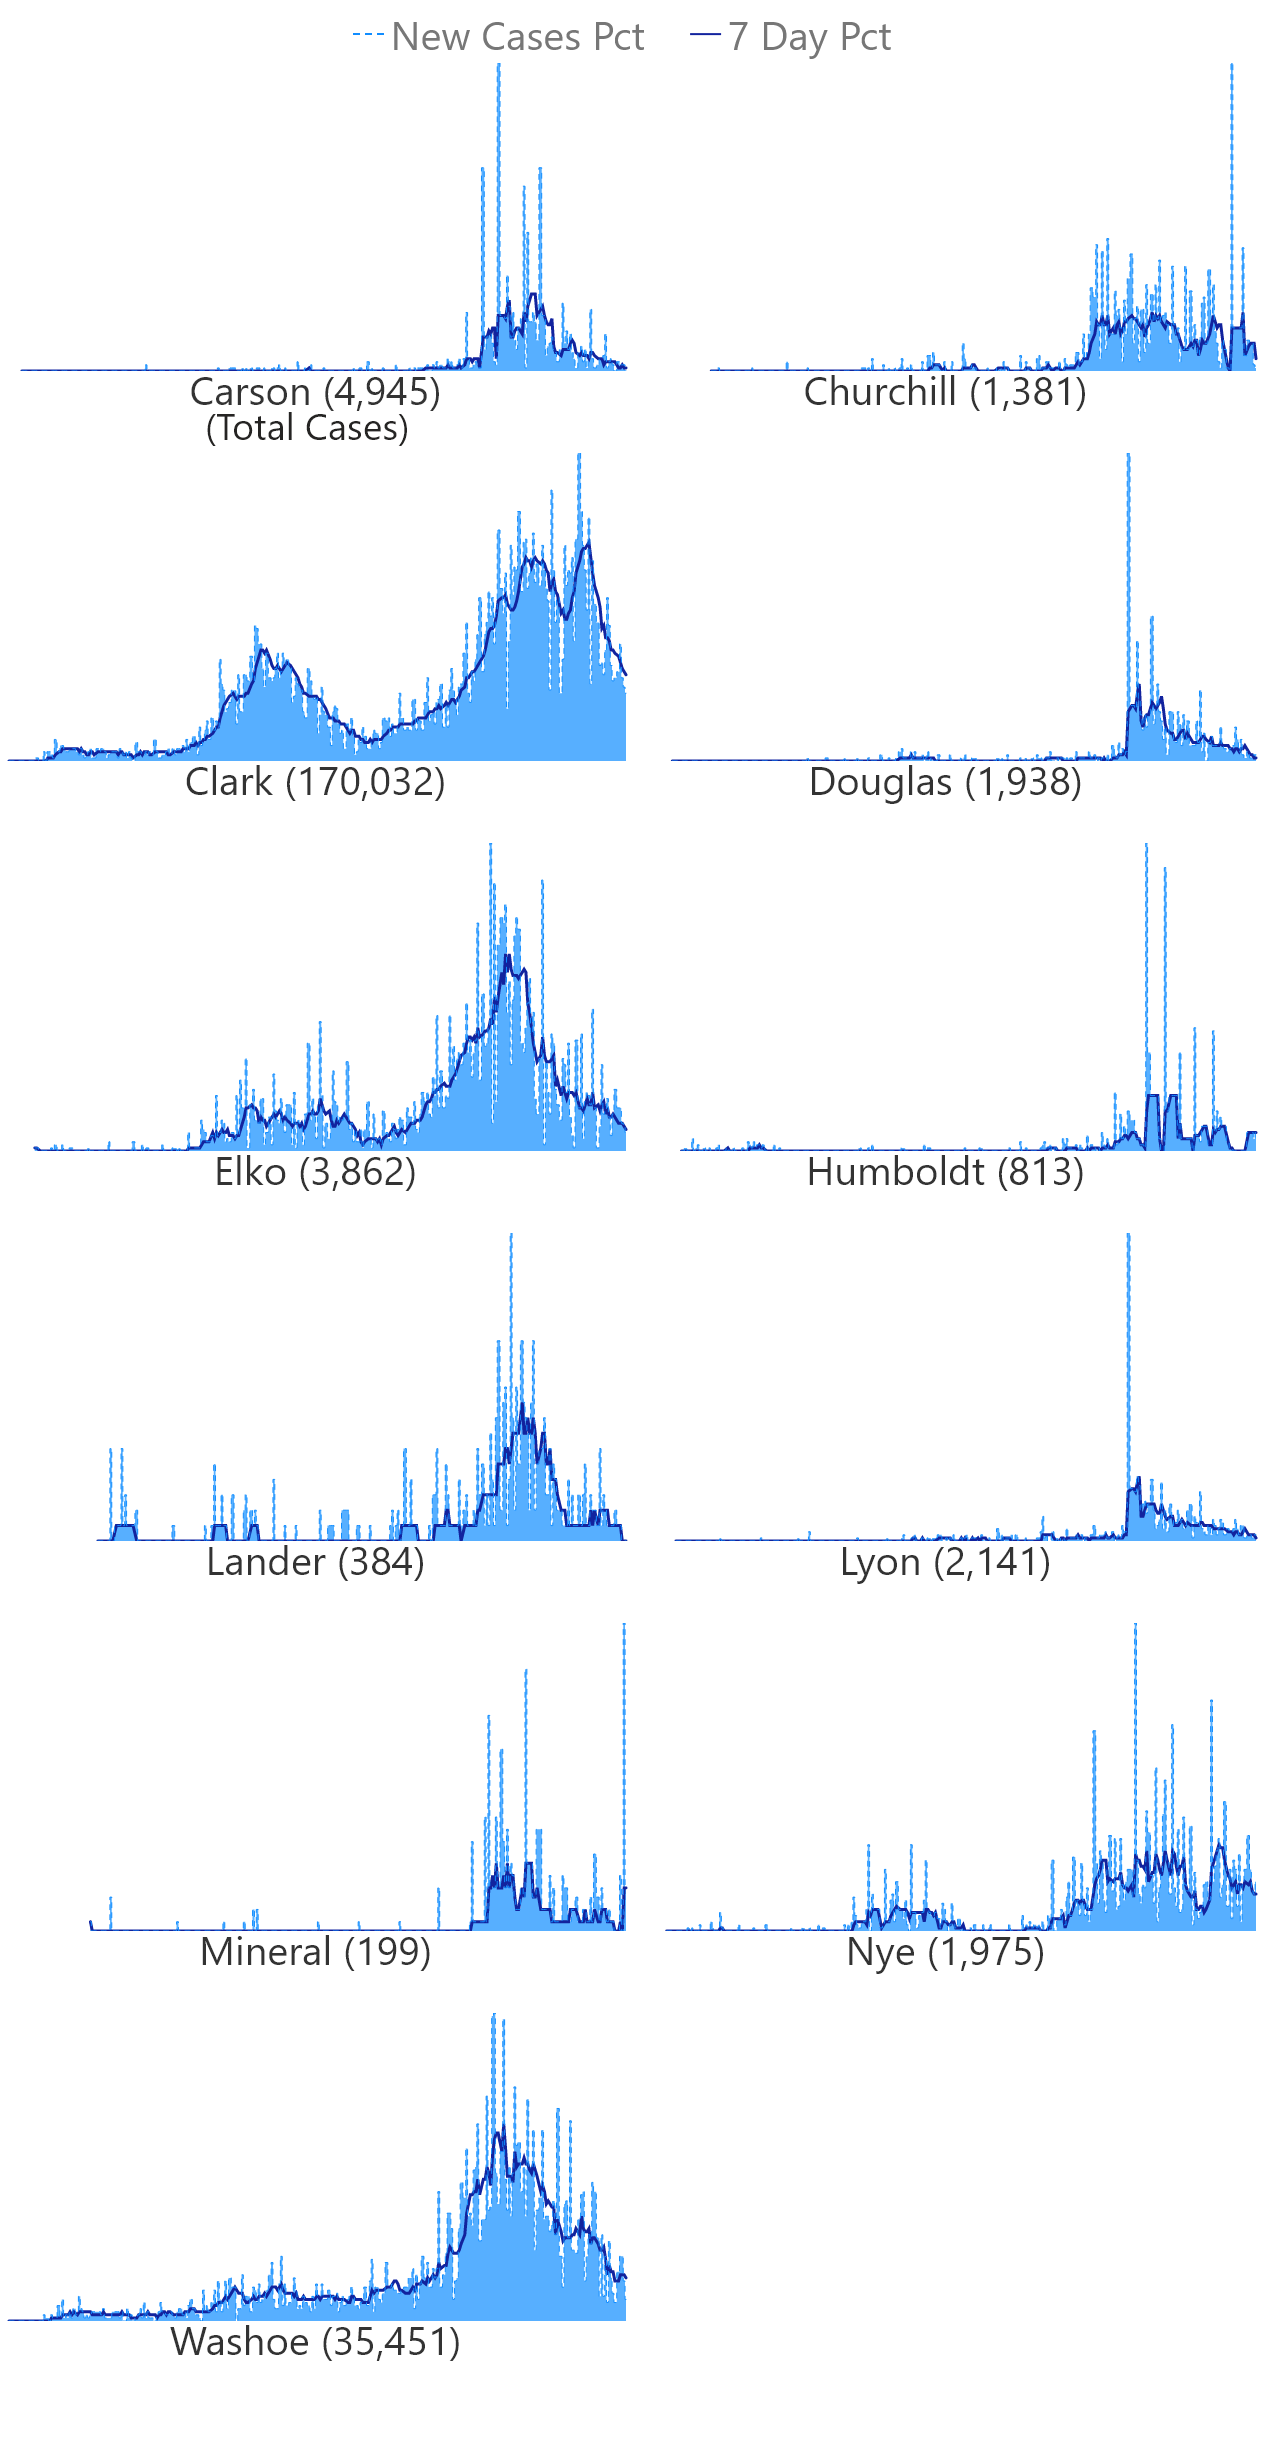 New Cases Pct 7 Day Pct
Carson (4,945) Churchill (1,381)
(Total Cases)
Clark (170,032) Douglas (1,938)
Elko (3,862) Humboldt (813)
Lander (384) Lyon (2,141)
Mineral (199) Nye (1,975)
Washoe (35,451)